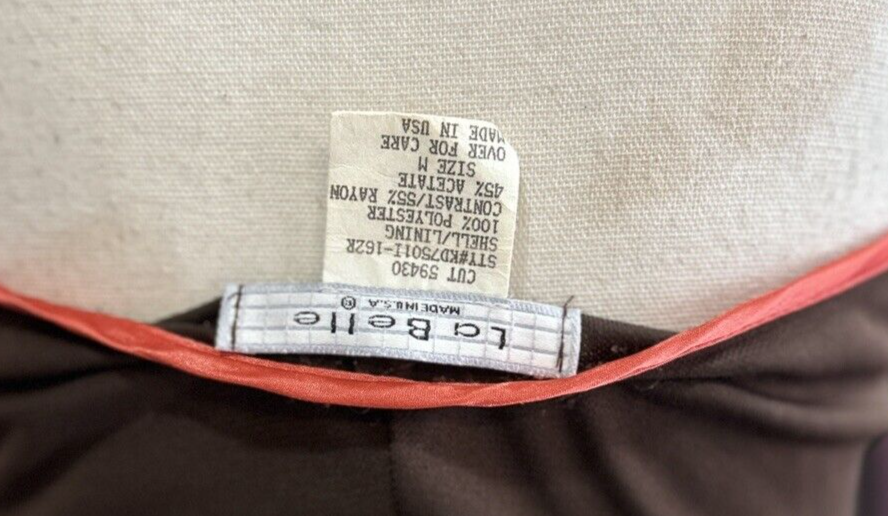 La Belle ®
MADE IN U.S.A
CUT 59430
STY#KD7501I-162R
SHELL/LINING
100% POLYESTER
CONTRAST/55% RAYON
45% ACETATE
SIZE M
OVER FOR CARE
MADE IN USA